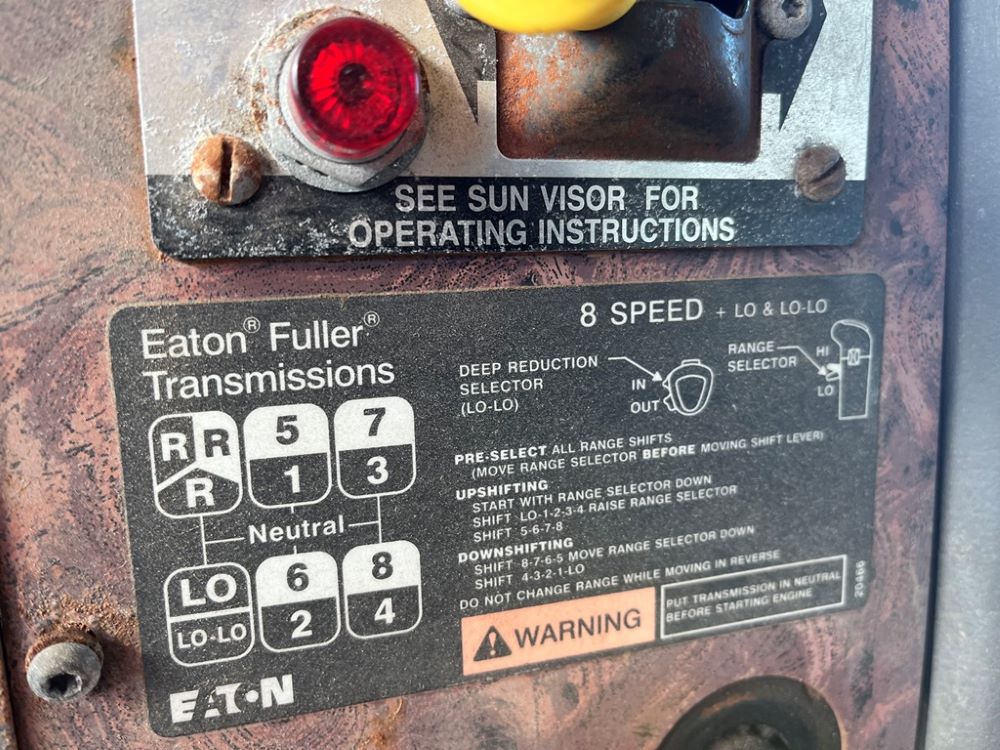 SEE SUN VISOR FOR
OPERATING INSTRUCTIONS
Eaton® Fuller®
Transmissions
8 SPEED + LO & LO-LO
DEEP REDUCTION
SELECTOR
(LO-LO)
IN
OUT
RANGE
SELECTOR
HI
LO
R R 5 7
R 1 3
Neutral
LO 6 8
LO-LO 2 4
PRE-SELECT ALL RANGE SHIFTS
(MOVE RANGE SELECTOR BEFORE MOVING SHIFT LEVER)
UPSHIFTING
START WITH RANGE SELECTOR DOWN
SHIFT LO-1-2-3-4 RAISE RANGE SELECTOR
SHIFT 5-6-7-8
DOWNSHIFTING
SHIFT 8-7-6-5 MOVE RANGE SELECTOR DOWN
SHIFT 4-3-2-1-LO
DO NOT CHANGE RANGE WHILE MOVING IN REVERSE
WARNING
PUT TRANSMISSION IN NEUTRAL
BEFORE STARTING ENGINE
20466
EATON